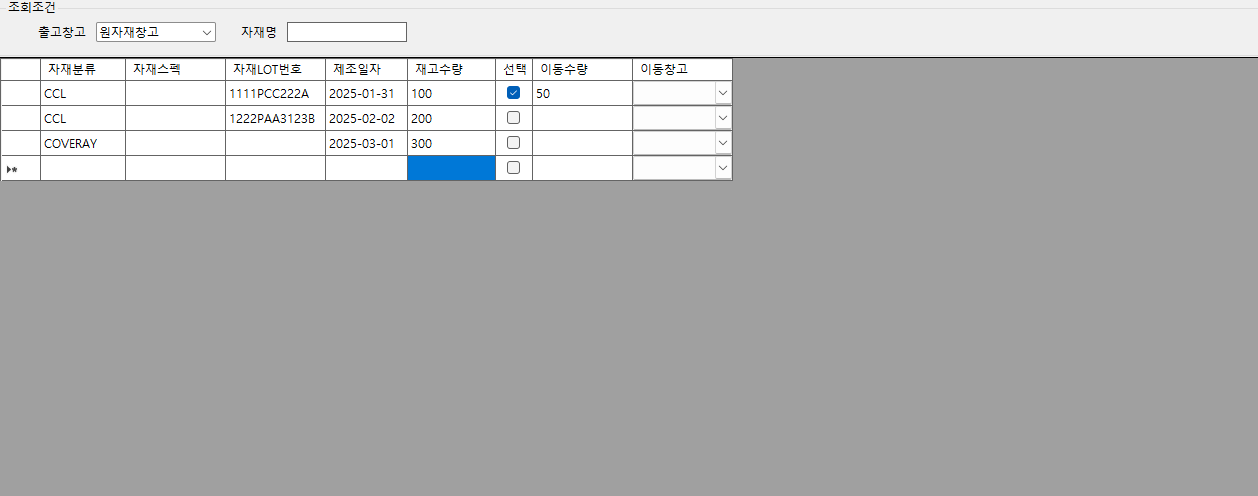 조회조건
출고창고 원자재창고 자재명
자재분류 자재스펙 자재LOT번호 제조일자 재고수량 선택 이동수량 이동창고
CCL 1111PCC222A 2025-01-31 100 50
CCL 1222PAA3123B 2025-02-02 200
COVERAY 2025-03-01 300